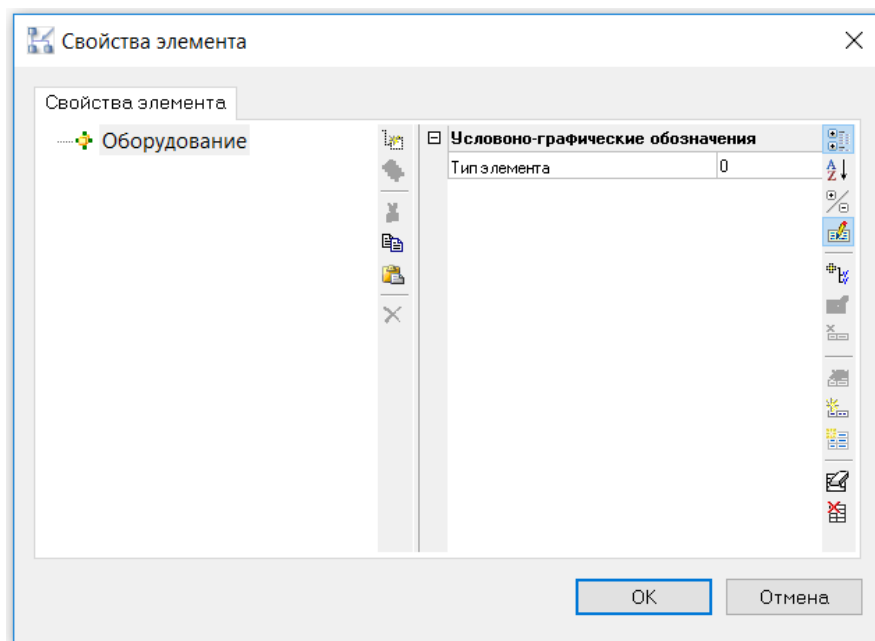 Свойства элемента
Свойства элемента
Оборудование
Условоно-графические обозначения
Тип элемента 0
OK Отмена